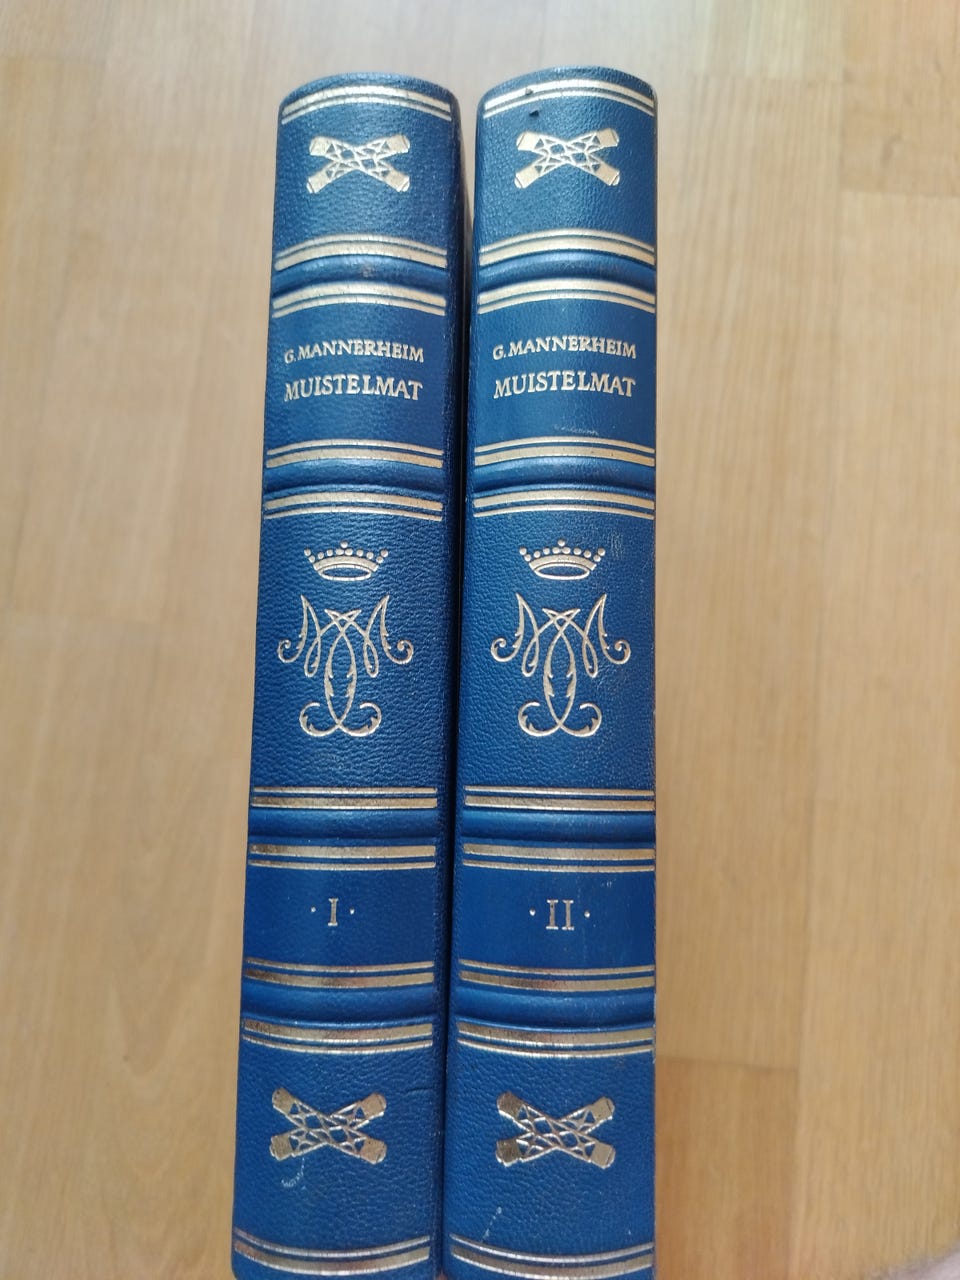 G. MANNERHEIM
MUISTELMAT
· I ·
G. MANNERHEIM
MUISTELMAT
· II ·